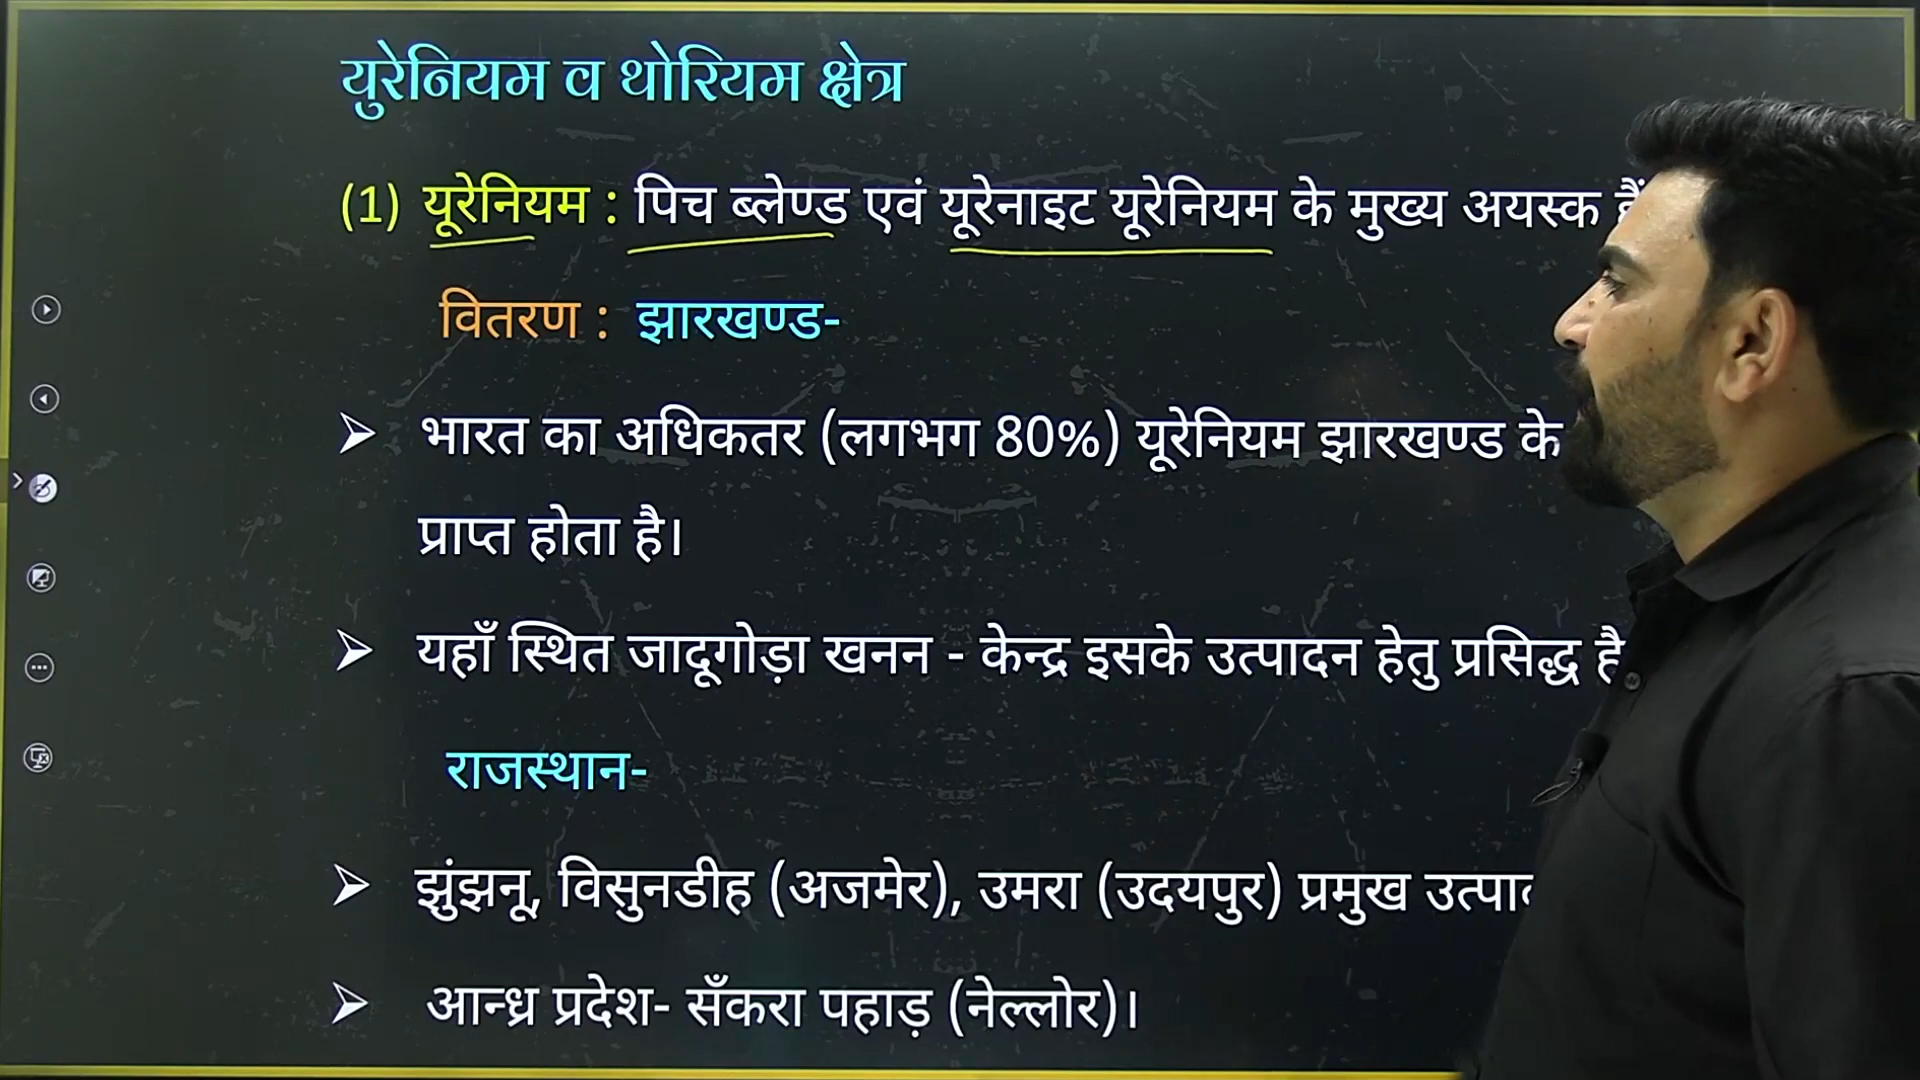 युरेनियम व थोरियम क्षेत्र
(1) यूरेनियम : पिच ब्लेण्ड एवं यूरेनाइट यूरेनियम के मुख्य अयस्क हैं
वितरण : झारखण्ड-
➢ भारत का अधिकतर (लगभग 80%) यूरेनियम झारखण्ड के
प्राप्त होता है।
➢ यहाँ स्थित जादूगोड़ा खनन - केन्द्र इसके उत्पादन हेतु प्रसिद्ध है
राजस्थान-
➢ झुंझनू, विसुनडीह (अजमेर), उमरा (उदयपुर) प्रमुख
➢ आन्ध्र प्रदेश- सँकरा पहाड़ (नेल्लोर)।